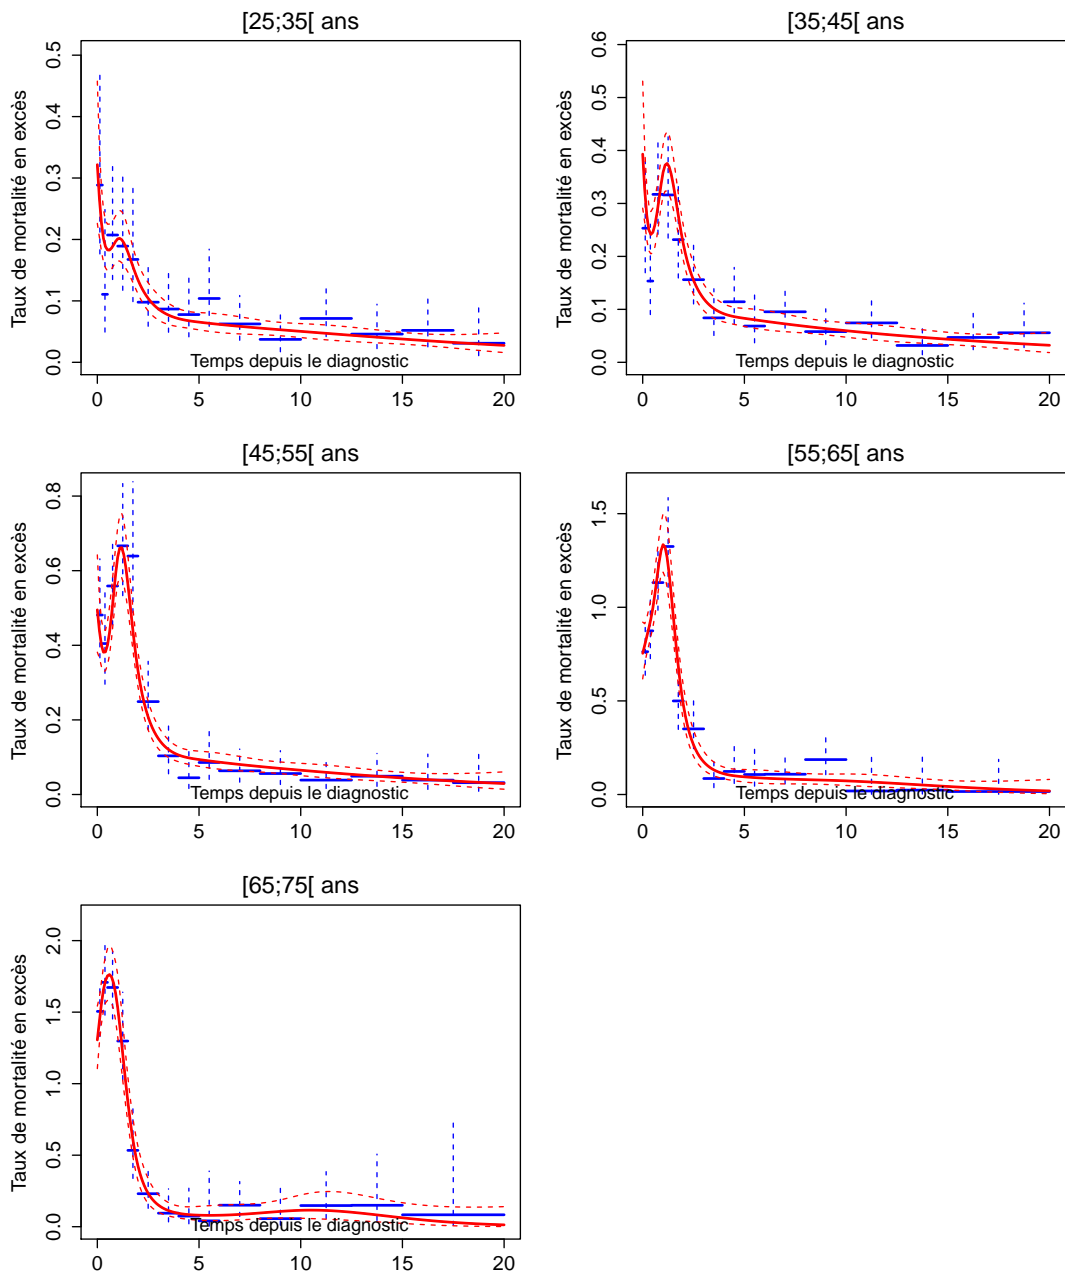 [25;35[ ans
Taux de mortalité en excès
0.0 0.1 0.2 0.3 0.4 0.5
Temps depuis le diagnostic
0 5 10 15 20
[35;45[ ans
Taux de mortalité en excès
0.0 0.1 0.2 0.3 0.4 0.5 0.6
Temps depuis le diagnostic
0 5 10 15 20
[45;55[ ans
Taux de mortalité en excès
0.0 0.2 0.4 0.6 0.8
Temps depuis le diagnostic
0 5 10 15 20
[55;65[ ans
Taux de mortalité en excès
0.0 0.5 1.0 1.5
Temps depuis le diagnostic
0 5 10 15 20
[65;75[ ans
Taux de mortalité en excès
0.0 0.5 1.0 1.5 2.0
Temps depuis le diagnostic
0 5 10 15 20